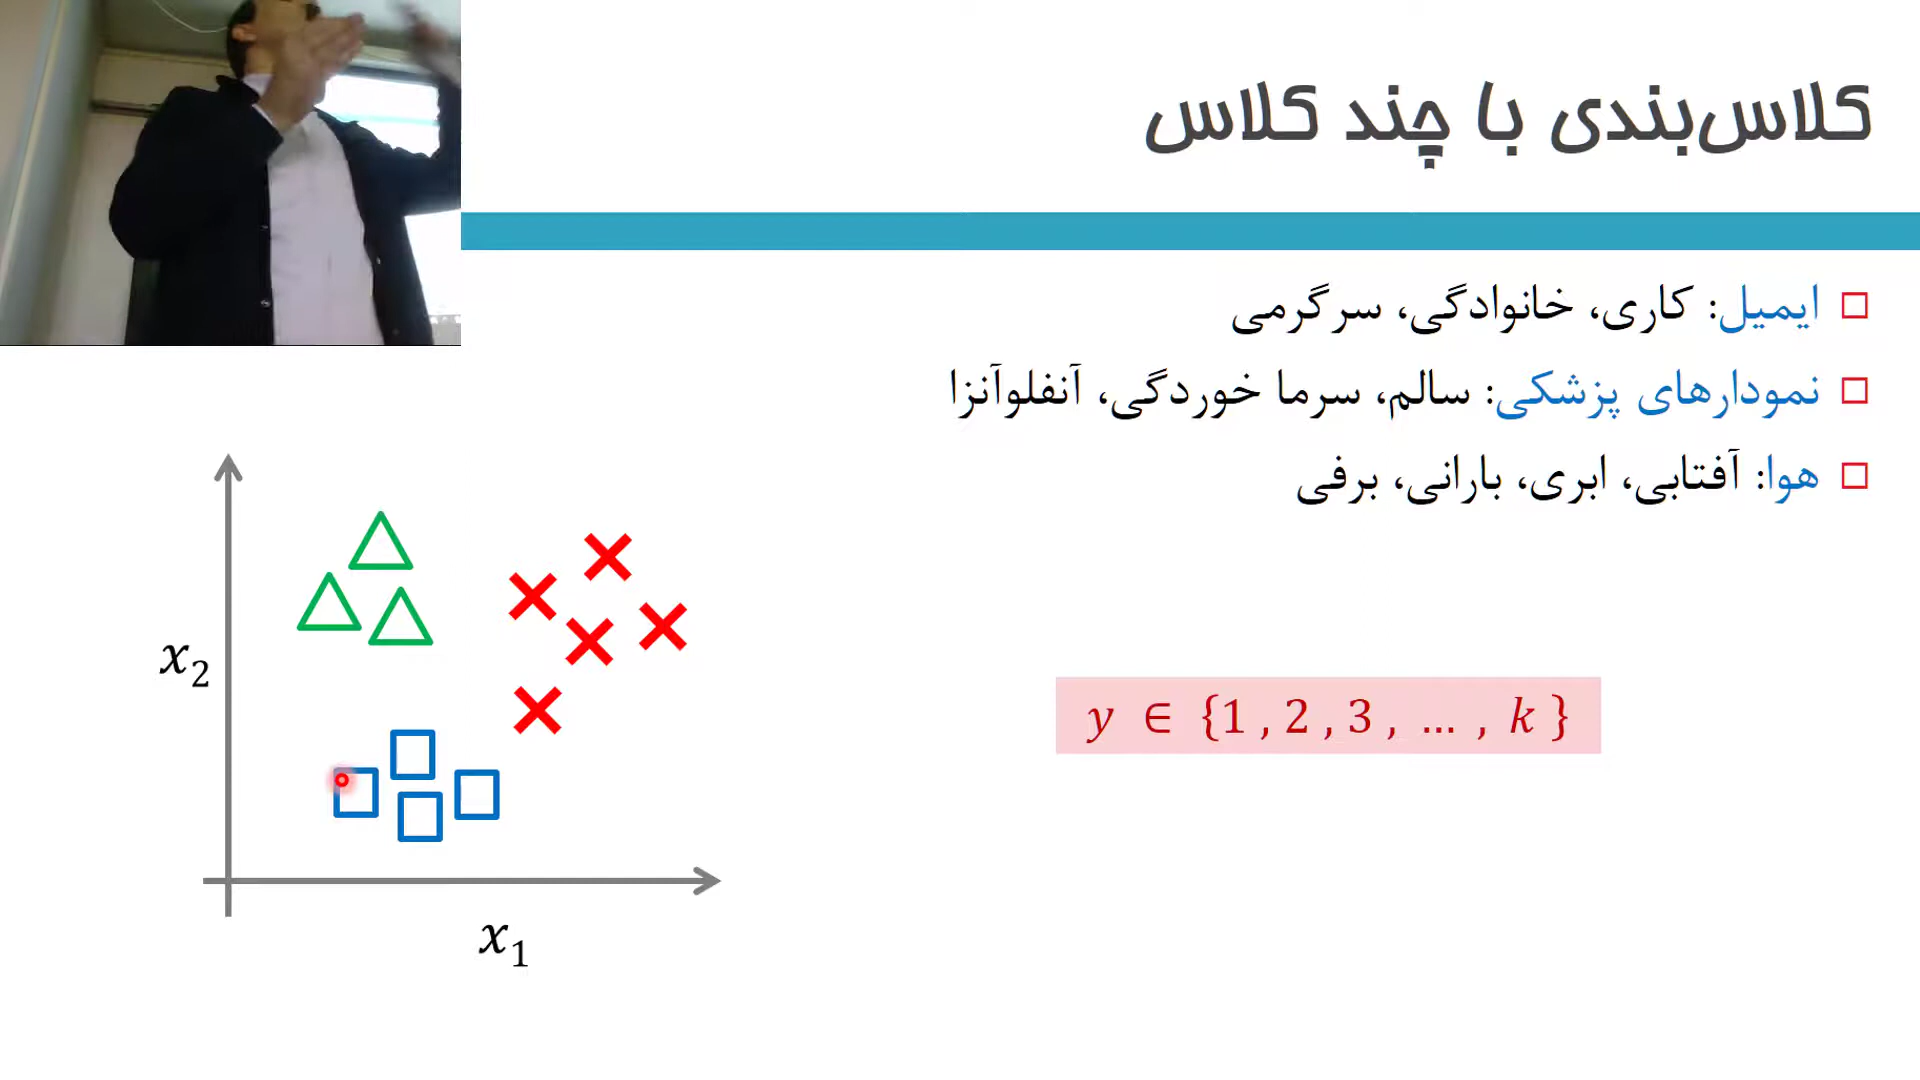 کلاس‌بندی با چند کلاس
ایمیل: کاری، خانوادگی، سرگرمی
نمودارهای پزشکی: سالم، سرما خوردگی، آنفلوآنزا
هوا: آفتابی، ابری، بارانی، برفی
x₂
y ∈ {1 , 2 , 3 , … , k }
x₁